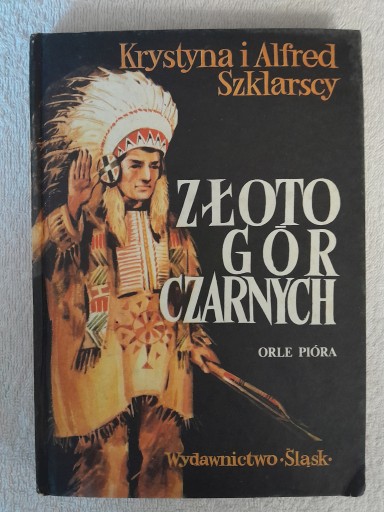 Krystyna i Alfred
Szklarscy
ZŁOTO
GÓR
CZARNYCH
ORLE PIÓRA
Wydawnictwo · Śląsk ·